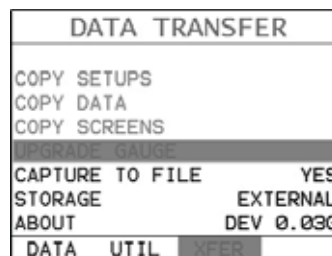 DATA TRANSFER
COPY SETUPS
COPY DATA
COPY SCREENS
UPGRADE GAUGE
CAPTURE TO FILE YES
STORAGE EXTERNAL
ABOUT DEV 0.03G
DATA UTIL XFER